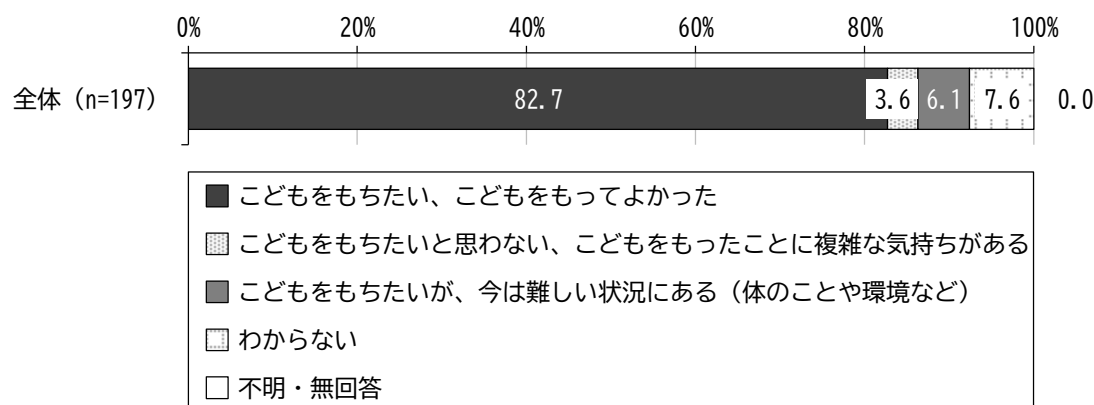 0% 20% 40% 60% 80% 100%
全体（n=197） 82.7 3.6 6.1 7.6 0.0
こどもをもちたい、こどもをもってよかった
こどもをもちたいと思わない、こどもをもったことに複雑な気持ちがある
こどもをもちたいが、今は難しい状況にある（体のことや環境など）
わからない
不明・無回答